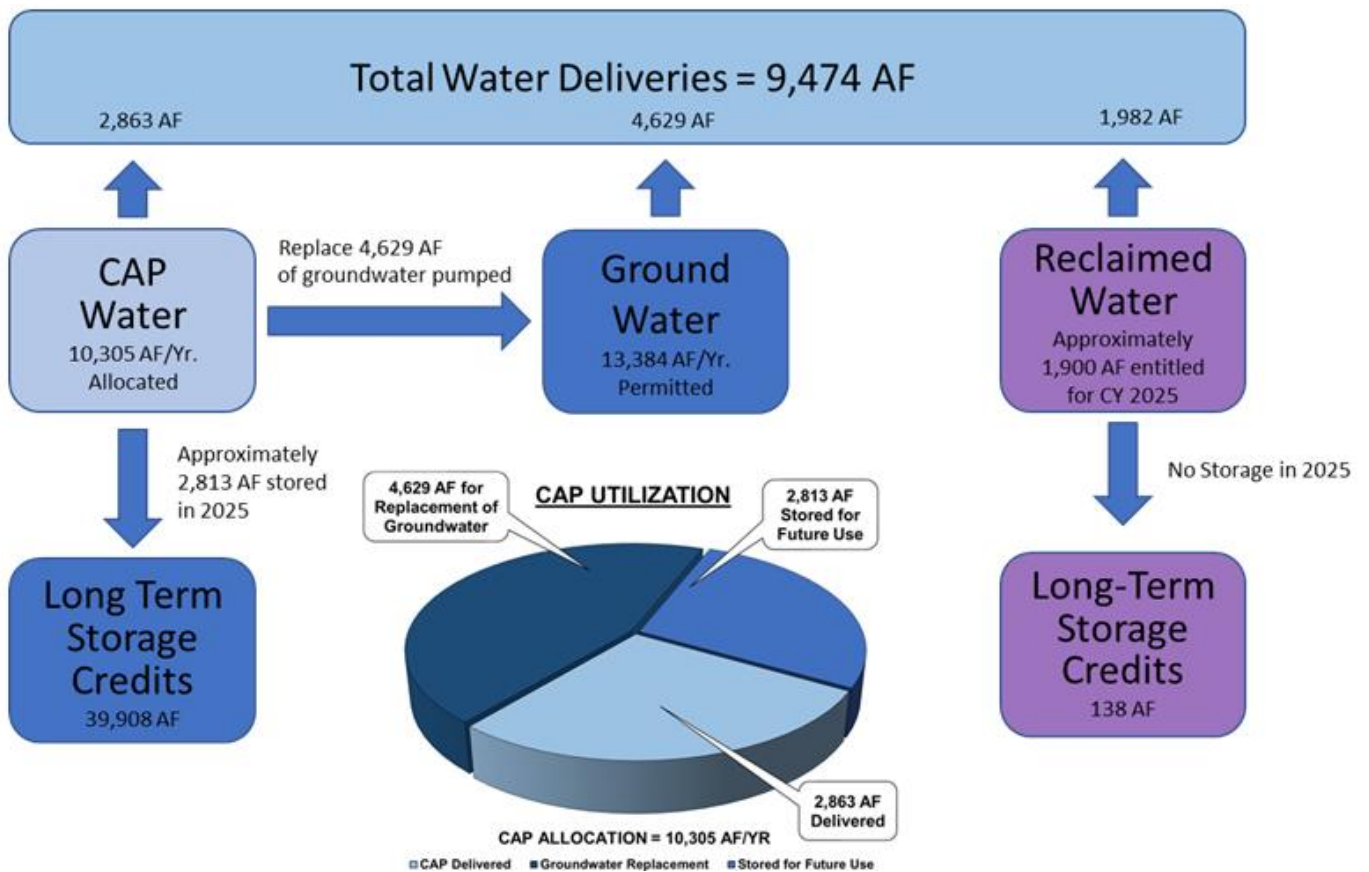 Total Water Deliveries = 9,474 AF
2,863 AF
4,629 AF
1,982 AF
CAP
Water
10,305 AF/Yr.
Allocated
Replace 4,629 AF
of groundwater pumped
Ground
Water
13,384 AF/Yr.
Permitted
Reclaimed
Water
Approximately
1,900 AF entitled
for CY 2025
Approximately
2,813 AF stored
in 2025
No Storage in 2025
Long Term
Storage
Credits
39,908 AF
CAP UTILIZATION
4,629 AF for
Replacement of
Groundwater
2,813 AF
Stored for
Future Use
2,863 AF
Delivered
CAP ALLOCATION = 10,305 AF/YR
CAP Delivered Groundwater Replacement Stored for Future Use
Long-Term
Storage
Credits
138 AF